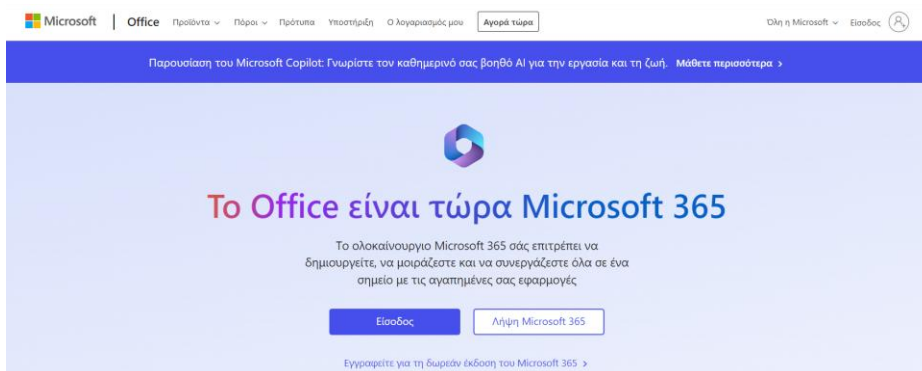 Microsoft | Office Προϊόντα Πόροι Πρότυπα Υποστήριξη Ο λογαριασμός μου Αγορά τώρα Όλη η Microsoft Είσοδος
Παρουσίαση του Microsoft Copilot: Γνωρίστε τον καθημερινό σας βοηθό AI για την εργασία και τη ζωή. Μάθετε περισσότερα >
Το Office είναι τώρα Microsoft 365
Το ολοκαίνουργιο Microsoft 365 σάς επιτρέπει να
δημιουργείτε, να μοιράζεστε και να συνεργάζεστε όλα σε ένα
σημείο με τις αγαπημένες σας εφαρμογές
Είσοδος Λήψη Microsoft 365
Εγγραφείτε για τη δωρεάν έκδοση του Microsoft 365 >